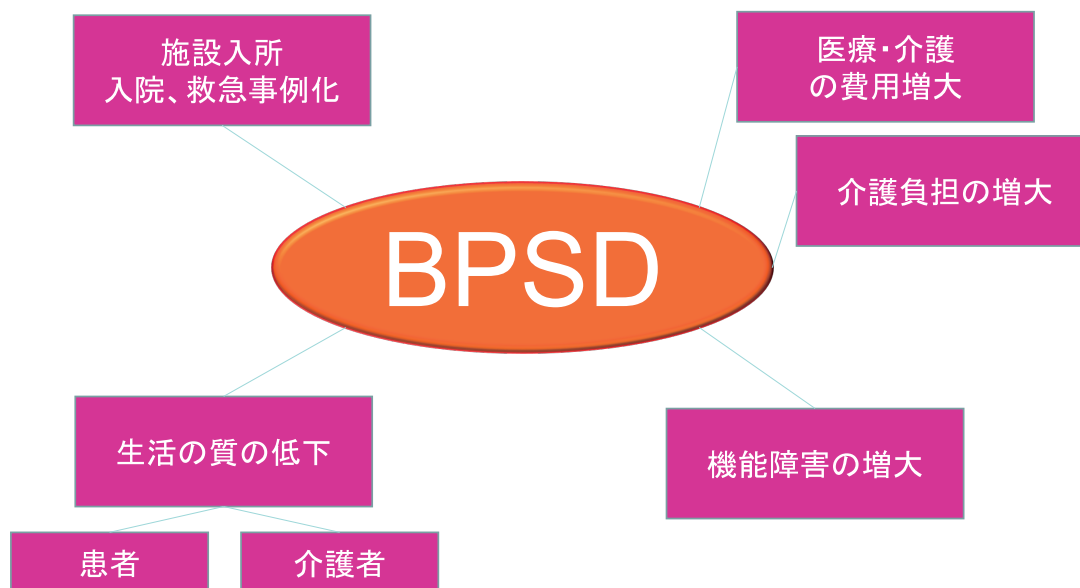 施設入所
入院、救急事例化
医療・介護
の費用増大
介護負担の増大
BPSD
生活の質の低下
機能障害の増大
患者
介護者